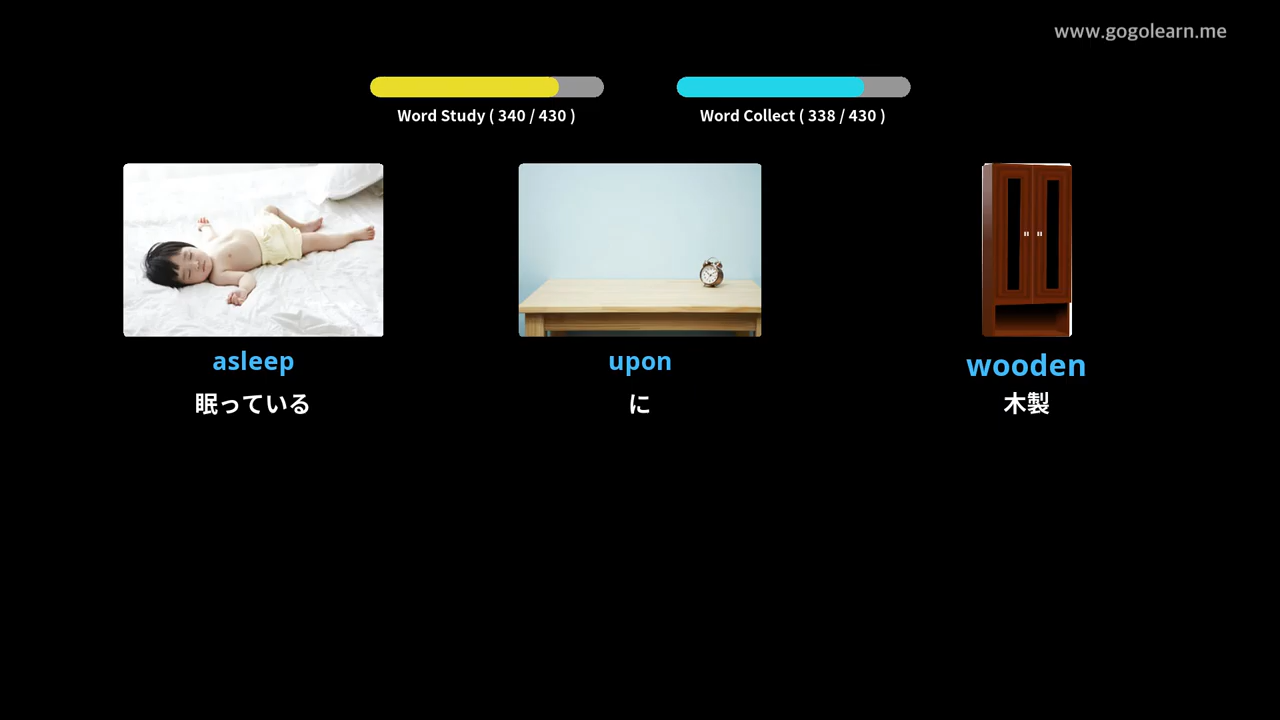 www.gogolearn.me
Word Study ( 340 / 430 )
Word Collect ( 338 / 430 )
asleep
upon
wooden
眠っている
に
木製